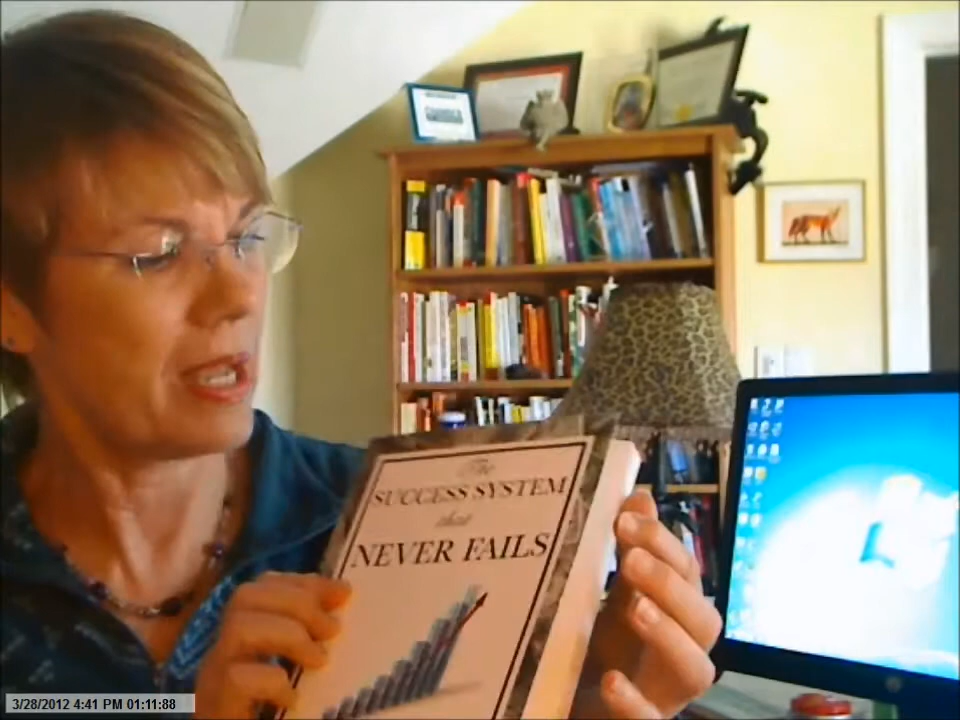 The
SUCCESS SYSTEM
that
NEVER FAILS
3/28/2012 4:41 PM 01:11:88